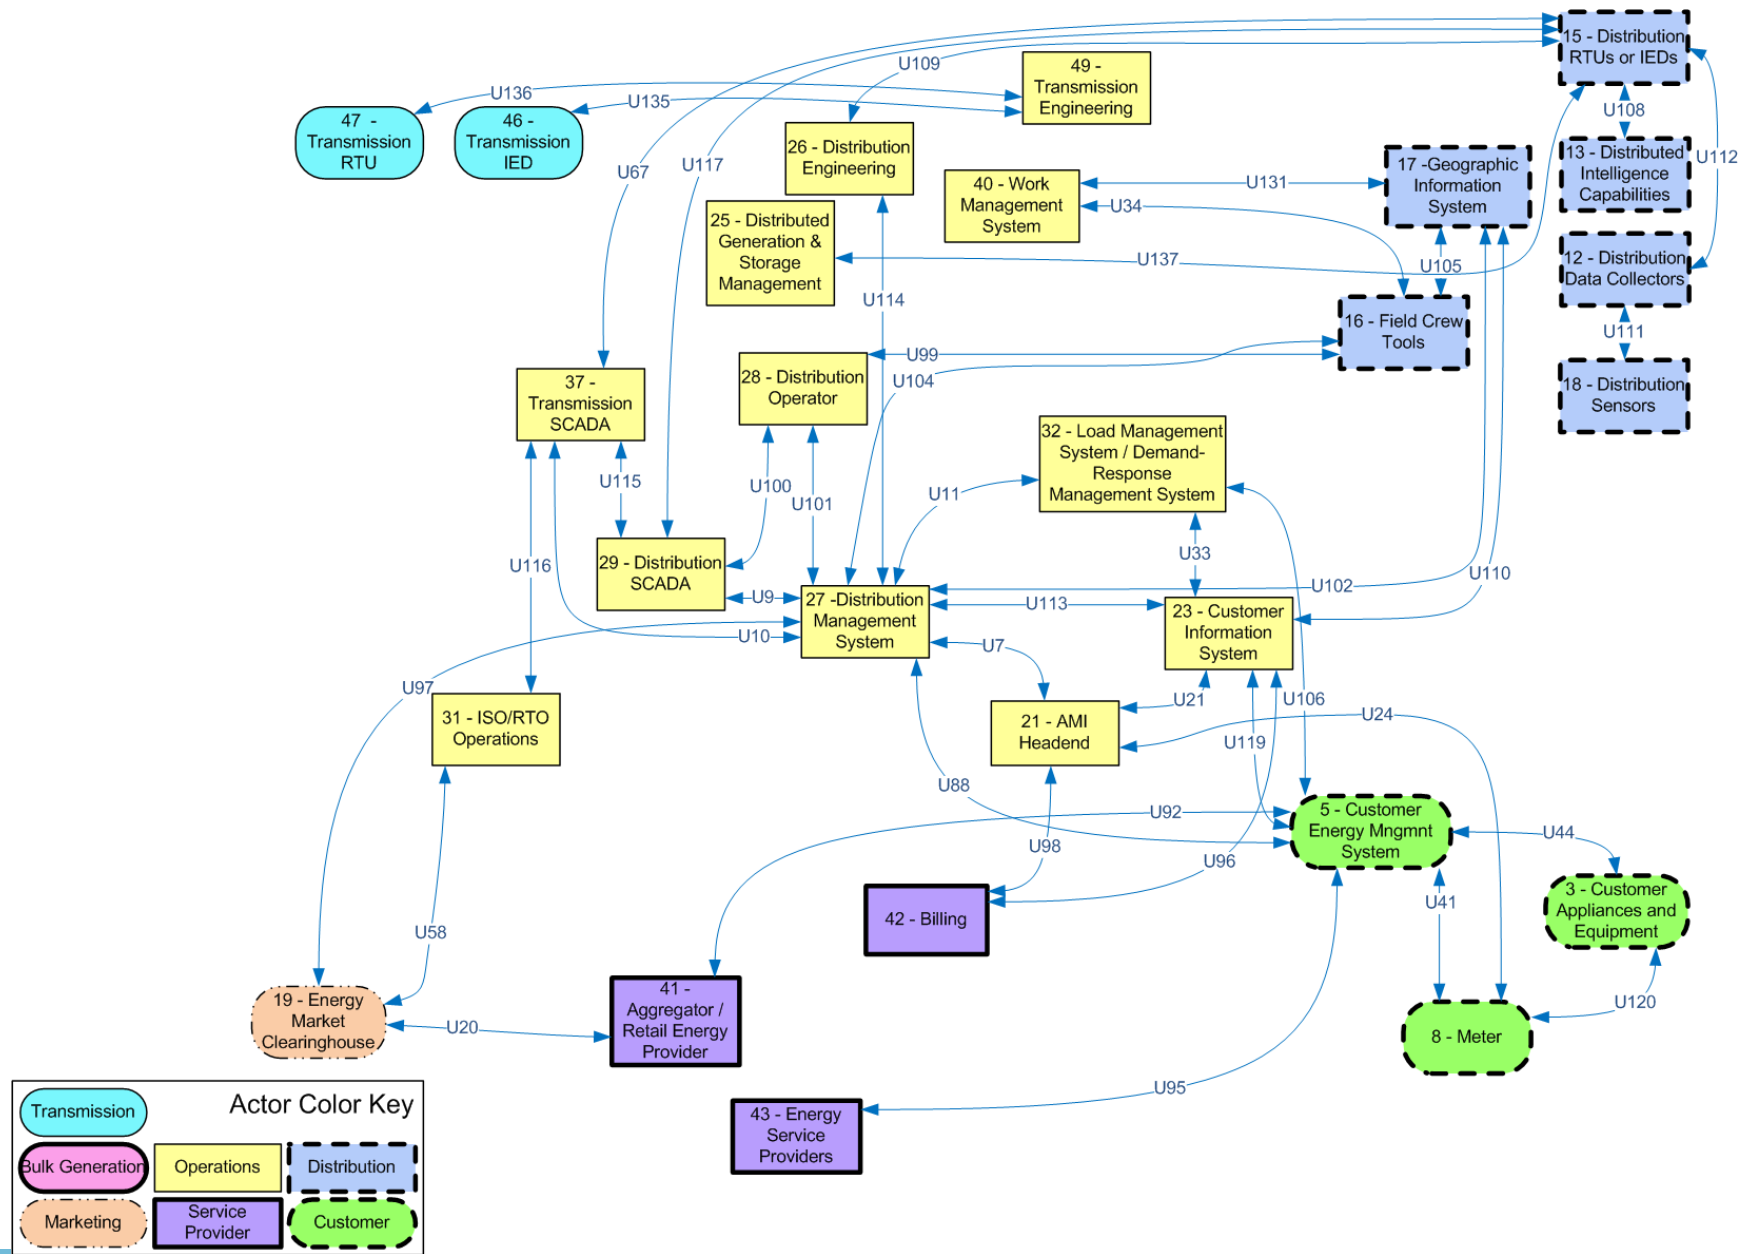 15 - Distribution
RTUs or IEDs
U109
49 -
Transmission
Engineering
U136
U135
47  -
Transmission
RTU
46 -
Transmission
IED
U108
26 - Distribution
Engineering
U117
U67
13 - Distributed
Intelligence
Capabilities
U112
17 -Geographic
Information
System
40 - Work
Management
System
U131
U34
25 - Distributed
Generation &
Storage
Management
U137
U105
12 - Distribution
Data Collectors
U114
16 - Field Crew
Tools
U111
U99
U104
28 - Distribution
Operator
37 -
Transmission
SCADA
18 - Distribution
Sensors
32 - Load Management
System / Demand-
Response
Management System
U115
U100
U101
U11
U33
U116
29 - Distribution
SCADA
U110
U102
U9
27 -Distribution
Management
System
U113
23 - Customer
Information
System
U10
U7
U97
U21
U106
U24
31 - ISO/RTO
Operations
21 - AMI
Headend
U119
U88
U92
5 - Customer
Energy Mngmnt
System
U44
U98
U96
3 - Customer
Appliances and
Equipment
U41
42 - Billing
U58
41 -
Aggregator /
Retail Energy
Provider
19 - Energy
Market
Clearinghouse
U20
U120
8 - Meter
U95
43 - Energy
Service
Providers
Actor Color Key
Transmission
Bulk Generation
Operations
Distribution
Marketing
Service
Provider
Customer